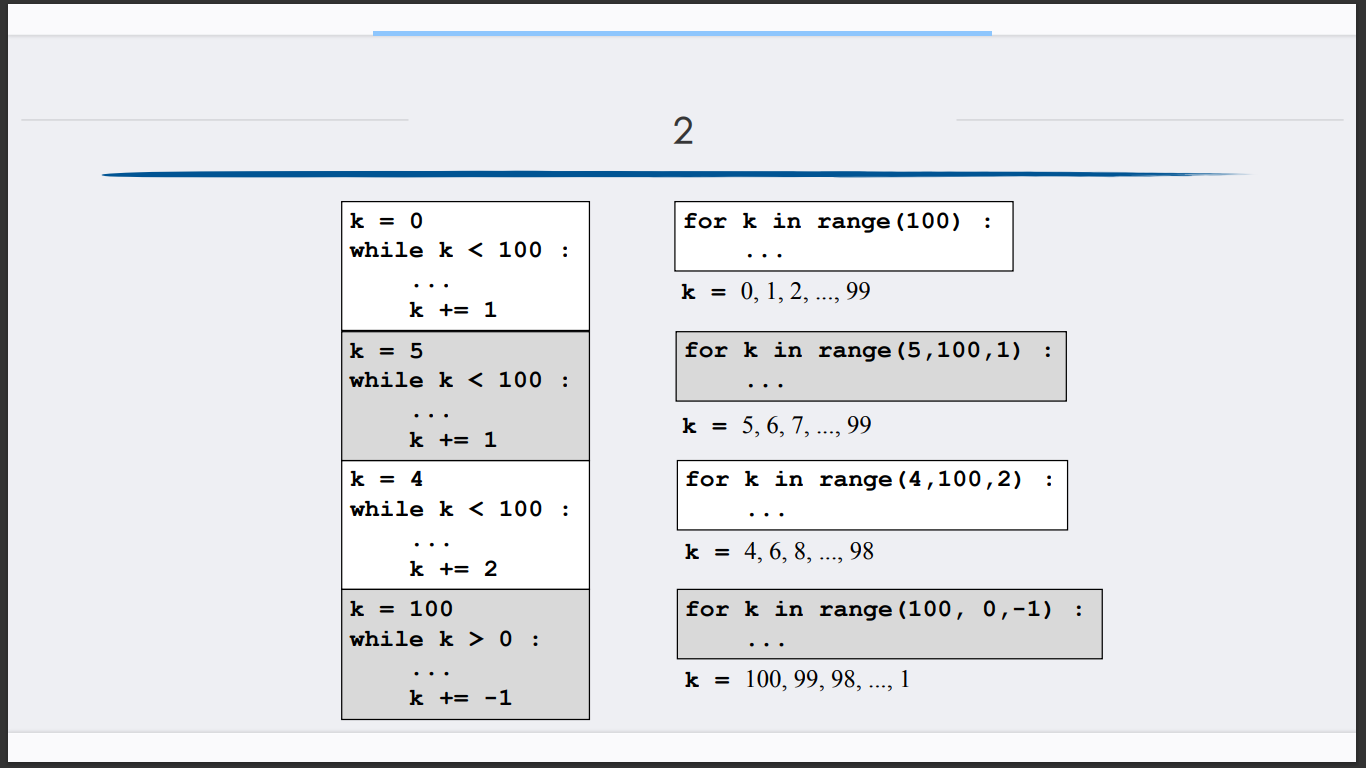 2
k = 0
while k < 100 :
...
k += 1
for k in range(100) :
...
k = 0, 1, 2, ..., 99
k = 5
while k < 100 :
...
k += 1
for k in range(5,100,1) :
...
k = 5, 6, 7, ..., 99
k = 4
while k < 100 :
...
k += 2
for k in range(4,100,2) :
...
k = 4, 6, 8, ..., 98
k = 100
while k > 0 :
...
k += -1
for k in range(100, 0,-1) :
...
k = 100, 99, 98, ..., 1